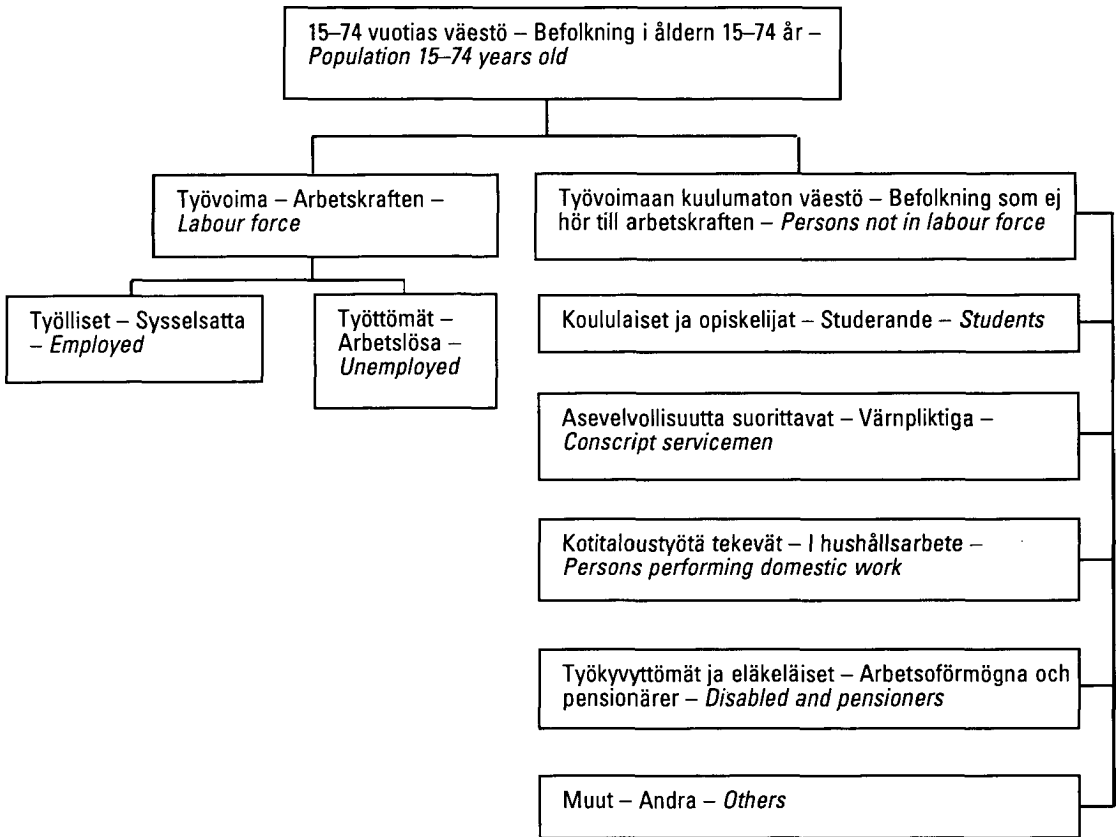 15–74 vuotias väestö – Befolkning i åldern 15–74 år –
Population 15–74 years old
Työvoima – Arbetskraften –
Labour force
Työvoimaan kuulumaton väestö – Befolkning som ej
hör till arbetskraften – Persons not in labour force
Työlliset – Sysselsatta
– Employed
Työttömät –
Arbetslösa –
Unemployed
Koululaiset ja opiskelijat – Studerande – Students
Asevelvollisuutta suorittavat – Värnpliktiga –
Conscript servicemen
Kotitaloustyötä tekevät – I hushållsarbete –
Persons performing domestic work
Työkyvyttömät ja eläkeläiset – Arbetsoförmögna och
pensionärer – Disabled and pensioners
Muut – Andra – Others